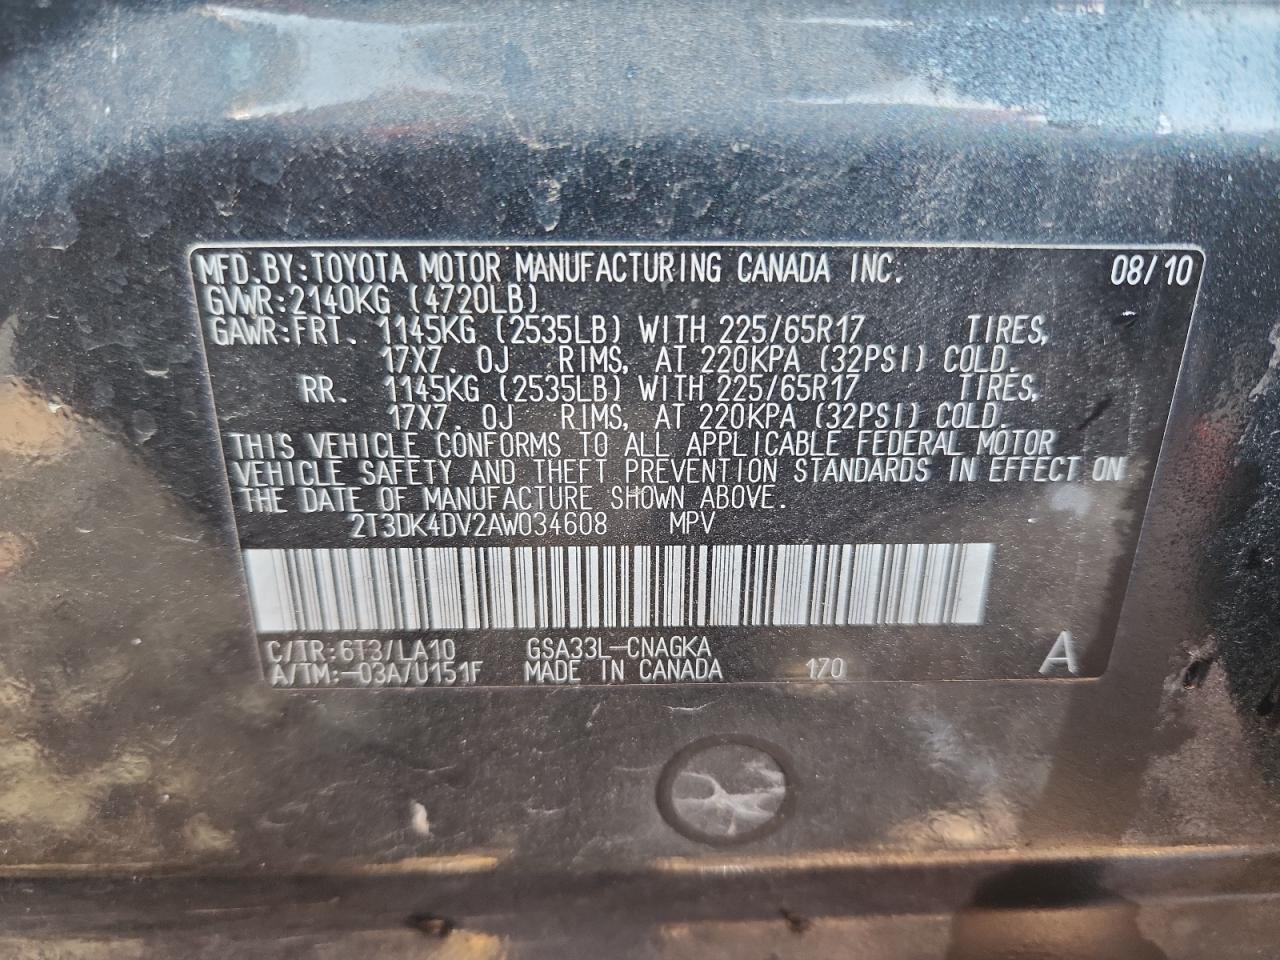 MFD.BY:TOYOTA MOTOR MANUFACTURING CANADA INC. 08/10
GVWR:2140KG (4720LB)
GAWR:FRT. 1145KG (2535LB) WITH 225/65R17 TIRES,
17X7.0J RIMS, AT 220KPA (32PSI) COLD.
RR. 1145KG (2535LB) WITH 225/65R17 TIRES,
17X7.0J RIMS, AT 220KPA (32PSI) COLD.
THIS VEHICLE CONFORMS TO ALL APPLICABLE FEDERAL MOTOR
VEHICLE SAFETY AND THEFT PREVENTION STANDARDS IN EFFECT ON
THE DATE OF MANUFACTURE SHOWN ABOVE.
2T3DK4DV2AW034608 MPV
C/TR:6T3/LA10 GSA33L-CNAGKA
A/TM:-03A/U151F MADE IN CANADA 170 A